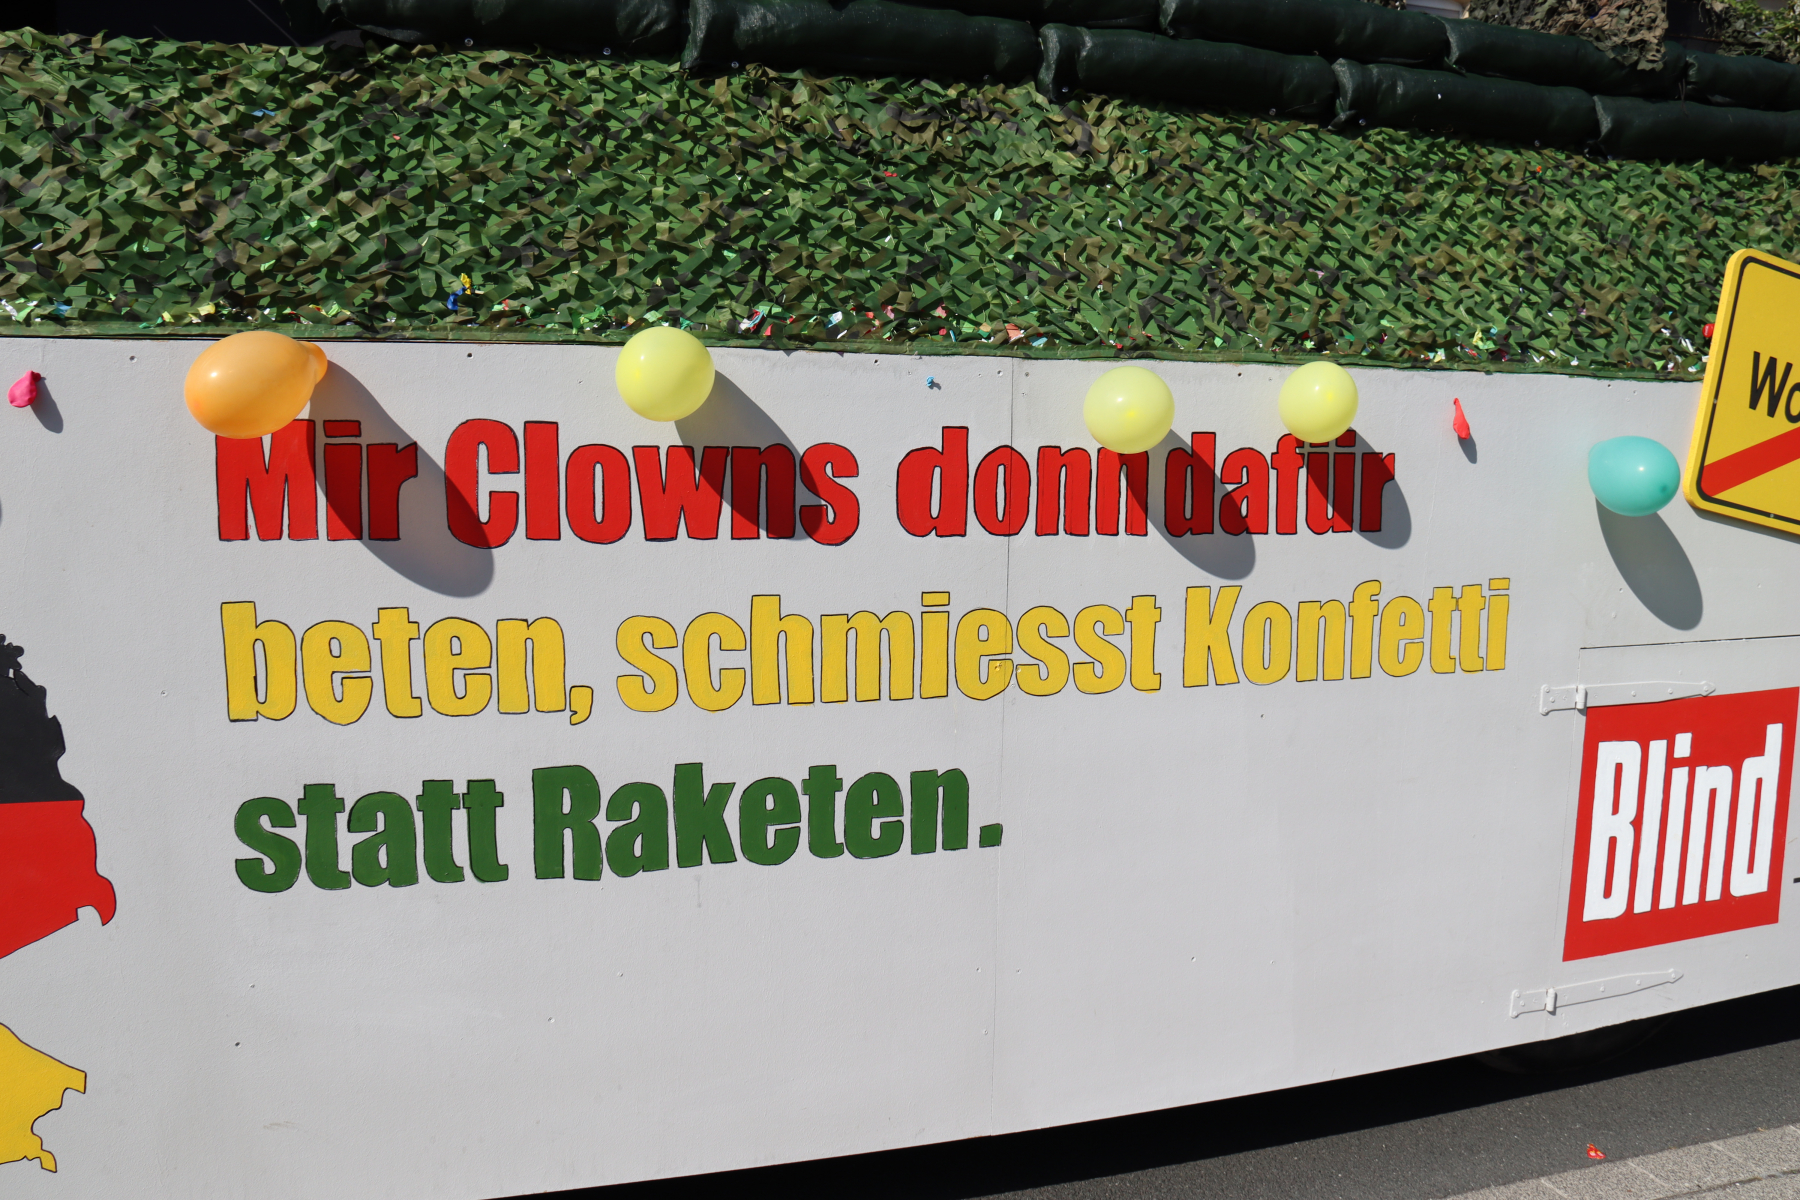 Mir Clowns donn dafür
beten, schmiesst Konfetti
statt Raketen.
Blind